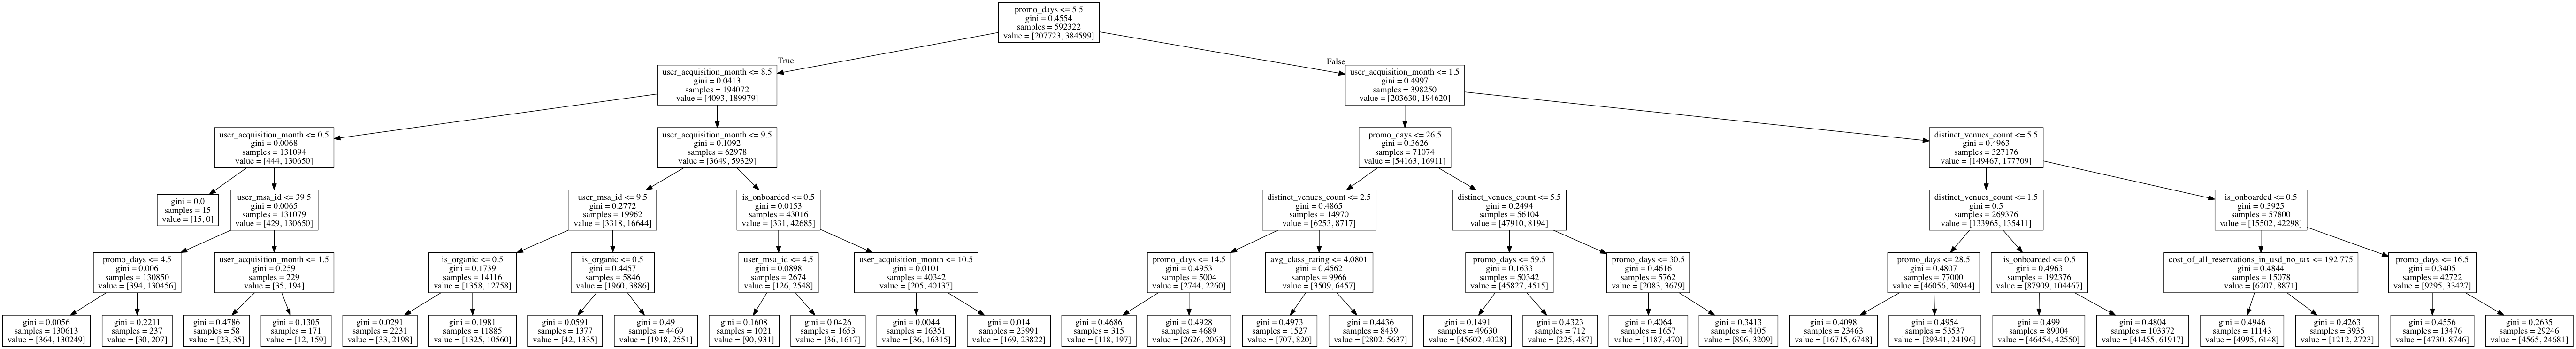 promo_days <= 5.5
gini = 0.4554
samples = 592322
value = [207723, 384599]
True
False
user_acquisition_month <= 8.5
gini = 0.0413
samples = 194072
value = [4093, 189979]
user_acquisition_month <= 1.5
gini = 0.4997
samples = 398250
value = [203630, 194620]
user_acquisition_month <= 0.5
gini = 0.0068
samples = 131094
value = [444, 130650]
user_acquisition_month <= 9.5
gini = 0.1092
samples = 62978
value = [3649, 59329]
promo_days <= 26.5
gini = 0.3626
samples = 71074
value = [54163, 16911]
distinct_venues_count <= 5.5
gini = 0.4963
samples = 327176
value = [149467, 177709]
gini = 0.0
samples = 15
value = [15, 0]
user_msa_id <= 39.5
gini = 0.0065
samples = 131079
value = [429, 130650]
user_msa_id <= 9.5
gini = 0.2772
samples = 19962
value = [3318, 16644]
is_onboarded <= 0.5
gini = 0.0153
samples = 43016
value = [331, 42685]
distinct_venues_count <= 2.5
gini = 0.4865
samples = 14970
value = [6253, 8717]
distinct_venues_count <= 5.5
gini = 0.2494
samples = 56104
value = [47910, 8194]
distinct_venues_count <= 1.5
gini = 0.5
samples = 269376
value = [133965, 135411]
is_onboarded <= 0.5
gini = 0.3925
samples = 57800
value = [15502, 42298]
promo_days <= 4.5
gini = 0.006
samples = 130850
value = [394, 130456]
user_acquisition_month <= 1.5
gini = 0.259
samples = 229
value = [35, 194]
is_organic <= 0.5
gini = 0.1739
samples = 14116
value = [1358, 12758]
is_organic <= 0.5
gini = 0.4457
samples = 5846
value = [1960, 3886]
user_msa_id <= 4.5
gini = 0.0898
samples = 2674
value = [126, 2548]
user_acquisition_month <= 10.5
gini = 0.0101
samples = 40342
value = [205, 40137]
promo_days <= 14.5
gini = 0.4953
samples = 5004
value = [2744, 2260]
avg_class_rating <= 4.0801
gini = 0.4562
samples = 9966
value = [3509, 6457]
promo_days <= 59.5
gini = 0.1633
samples = 50342
value = [45827, 4515]
promo_days <= 30.5
gini = 0.4616
samples = 5762
value = [2083, 3679]
promo_days <= 28.5
gini = 0.4807
samples = 77000
value = [46056, 30944]
is_onboarded <= 0.5
gini = 0.4963
samples = 192376
value = [87909, 104467]
cost_of_all_reservations_in_usd_no_tax <= 192.775
gini = 0.4844
samples = 15078
value = [6207, 8871]
promo_days <= 16.5
gini = 0.3405
samples = 42722
value = [9295, 33427]
gini = 0.0056
samples = 130613
value = [364, 130249]
gini = 0.2211
samples = 237
value = [30, 207]
gini = 0.4786
samples = 58
value = [23, 35]
gini = 0.1305
samples = 171
value = [12, 159]
gini = 0.0291
samples = 2231
value = [33, 2198]
gini = 0.1981
samples = 11885
value = [1325, 10560]
gini = 0.0591
samples = 1377
value = [42, 1335]
gini = 0.49
samples = 4469
value = [1918, 2551]
gini = 0.1608
samples = 1021
value = [90, 931]
gini = 0.0426
samples = 1653
value = [36, 1617]
gini = 0.0044
samples = 16351
value = [36, 16315]
gini = 0.014
samples = 23991
value = [169, 23822]
gini = 0.4686
samples = 315
value = [118, 197]
gini = 0.4928
samples = 4689
value = [2626, 2063]
gini = 0.4973
samples = 1527
value = [707, 820]
gini = 0.4436
samples = 8439
value = [2802, 5637]
gini = 0.1491
samples = 49630
value = [45602, 4028]
gini = 0.4323
samples = 712
value = [225, 487]
gini = 0.4064
samples = 1657
value = [1187, 470]
gini = 0.3413
samples = 4105
value = [896, 3209]
gini = 0.4098
samples = 23463
value = [16715, 6748]
gini = 0.4954
samples = 53537
value = [29341, 24196]
gini = 0.499
samples = 89004
value = [46454, 42550]
gini = 0.4804
samples = 103372
value = [41455, 61917]
gini = 0.4946
samples = 11143
value = [4995, 6148]
gini = 0.4263
samples = 3935
value = [1212, 2723]
gini = 0.4556
samples = 13476
value = [4730, 8746]
gini = 0.2635
samples = 29246
value = [4565, 24681]